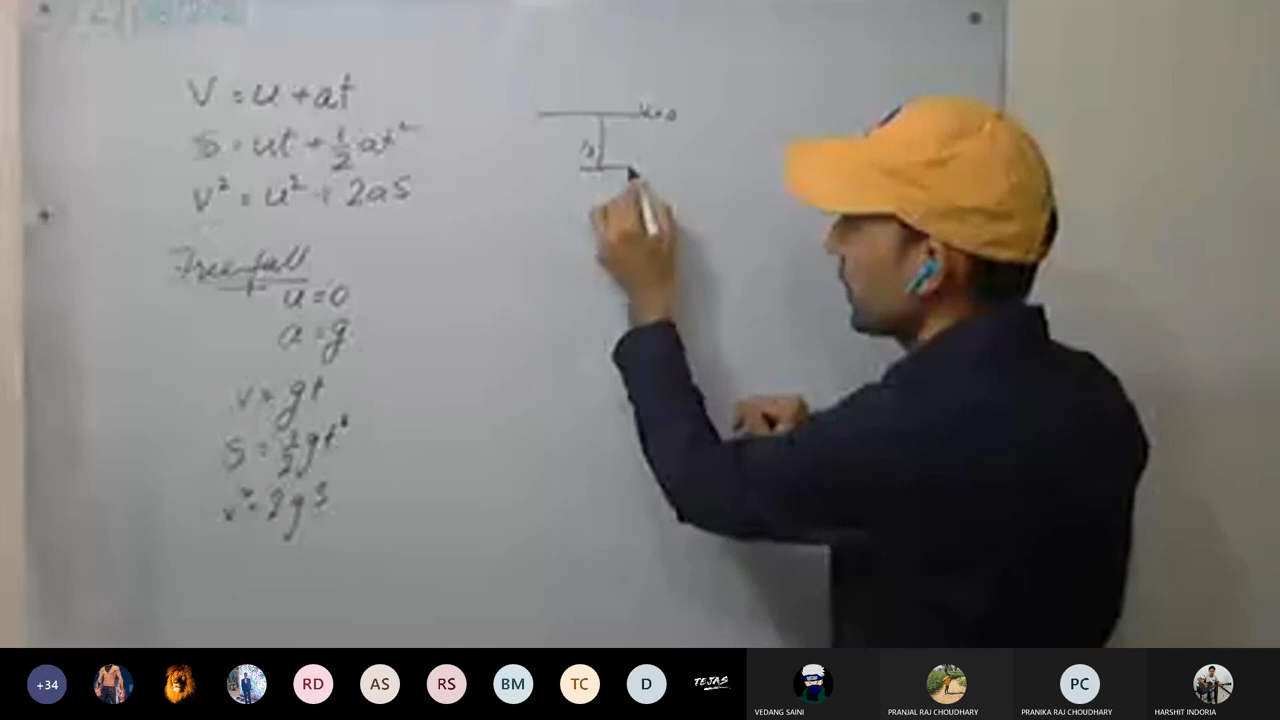 V = u + at
S = ut + 1/2 at²
v² = u² + 2aS
Free fall
u = 0
a = g
v = gt
S = 1/2 gt²
v² = 2gS
u=0
+34
RD
AS
RS
BM
TC
D
TEJAS
PC
VEDANG SAINI
PRANJAL RAJ CHOUDHARY
PRANIKA RAJ CHOUDHARY
HARSHIT INDORIA